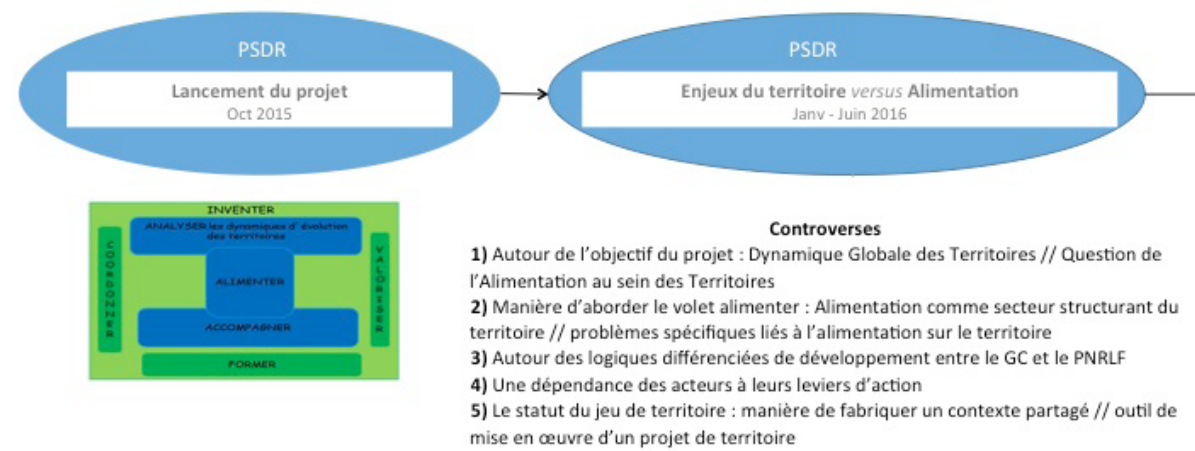 PSDR
Lancement du projet
Oct 2015
PSDR
Enjeux du territoire versus Alimentation
Janv - Juin 2016
INVENTER
ANALYSER les dynamiques d'évolution
des territoires
COORDONNER
VALORISER
ALIMENTER
ACCOMPAGNER
FORMER
Controverses
1) Autour de l'objectif du projet : Dynamique Globale des Territoires // Question de
l'Alimentation au sein des Territoires
2) Manière d'aborder le volet alimenter : Alimentation comme secteur structurant du
territoire // problèmes spécifiques liés à l'alimentation sur le territoire
3) Autour des logiques différenciées de développement entre le GC et le PNRLF
4) Une dépendance des acteurs à leurs leviers d'action
5) Le statut du jeu de territoire : manière de fabriquer un contexte partagé // outil de
mise en œuvre d'un projet de territoire